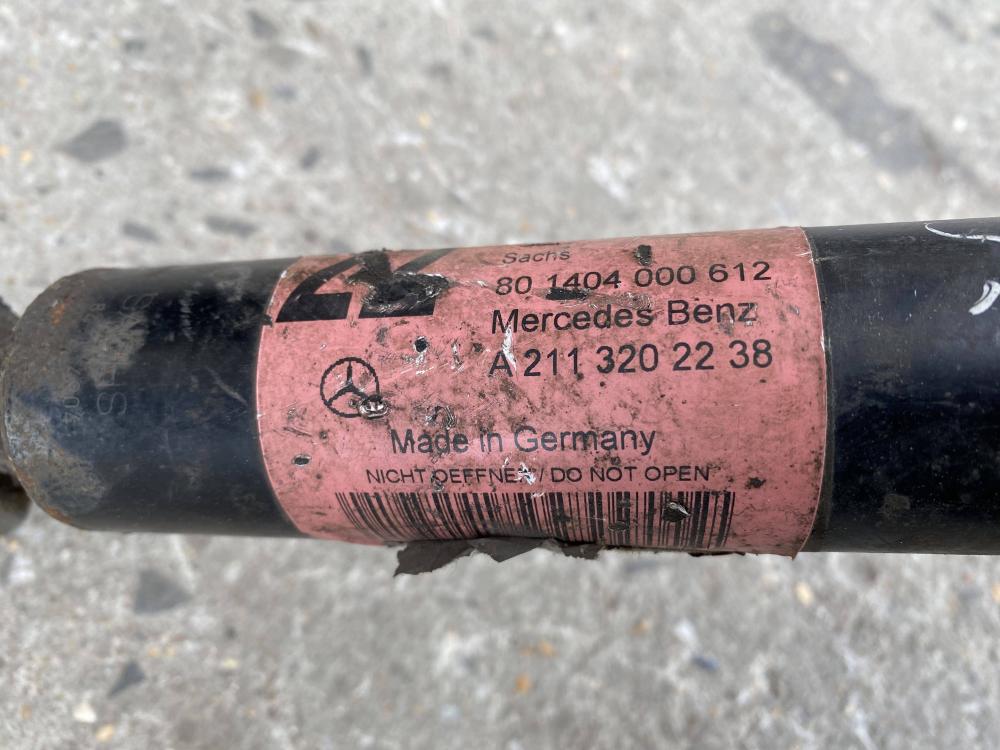 Sachs
80 1404 000 612
Mercedes Benz
A 211 320 22 38
Made in Germany
NICHT OEFFNEN / DO NOT OPEN